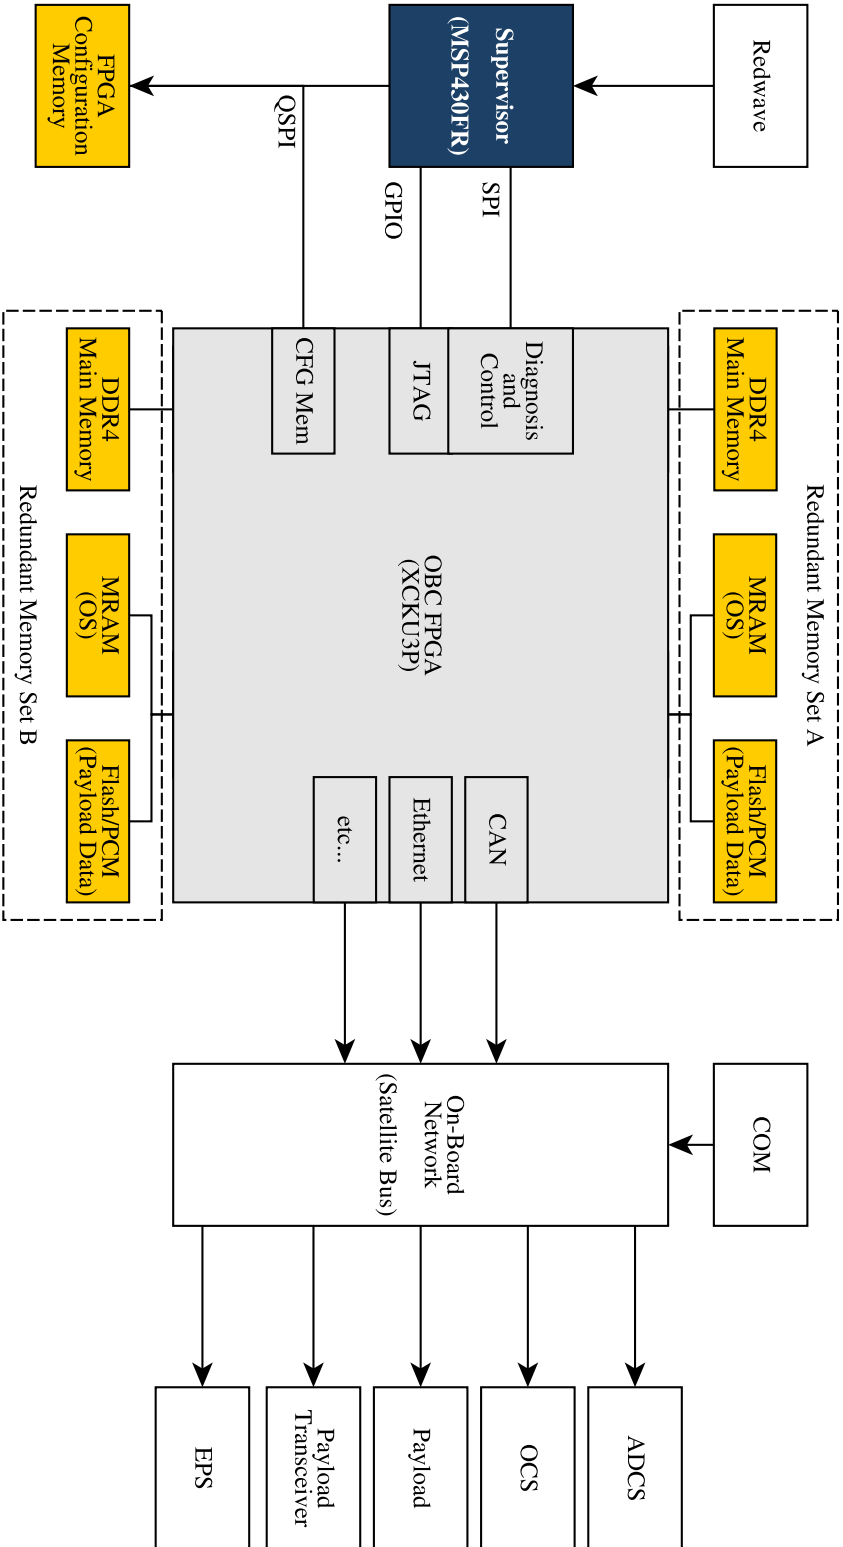 Redwave
Supervisor
(MSP430FR)
FPGA
Configuration
Memory
SPI
GPIO
QSPI
DDR4
Main Memory
MRAM
(OS)
Flash/PCM
(Payload Data)
Redundant Memory Set A
Diagnosis
and
Control
JTAG
CFG Mem
OBC FPGA
(XCKU3P)
CAN
Ethernet
etc...
DDR4
Main Memory
MRAM
(OS)
Flash/PCM
(Payload Data)
Redundant Memory Set B
COM
On-Board
Network
(Satellite Bus)
ADCS
OCS
Payload
Payload
Transceiver
EPS